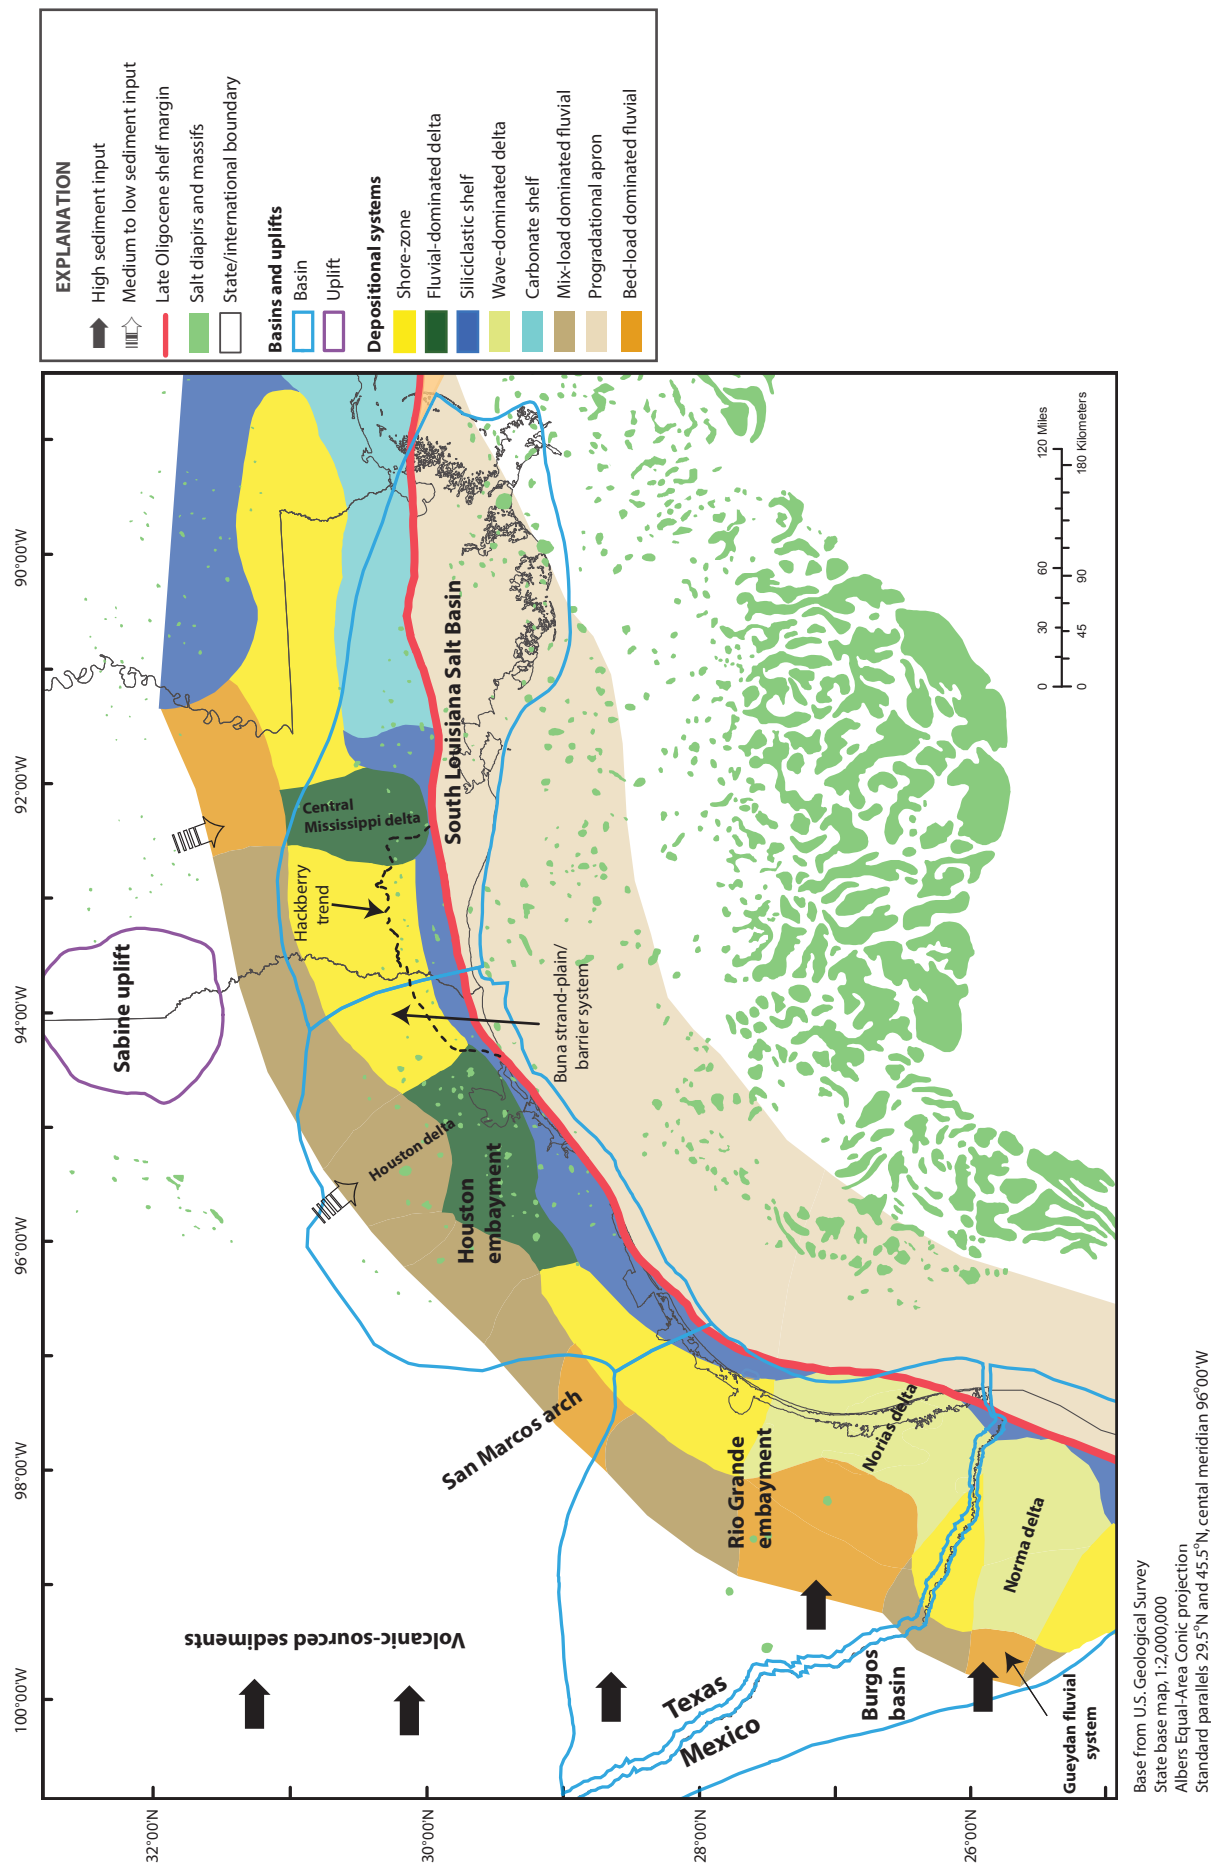 EXPLANATION
High sediment input
Medium to low sediment input
Late Oligocene shelf margin
Salt diapirs and massifs
State/international boundary
Basins and uplifts
Basin
Uplift
Depositional systems
Shore-zone
Fluvial-dominated delta
Siliciclastic shelf
Wave-dominated delta
Carbonate shelf
Mix-load dominated fluvial
Progradational apron
Bed-load dominated fluvial
100°00'W
98°00'W
96°00'W
94°00'W
92°00'W
90°00'W
32°00'N
30°00'N
28°00'N
26°00'N
Sabine uplift
Volcanic-sourced sediments
Hackberry
trend
Central
Mississippi delta
South Louisiana Salt Basin
Buna strand-plain/
barrier system
Houston delta
Houston
embayment
San Marcos arch
Rio Grande
embayment
Norias delta
Norma delta
Texas
Mexico
Burgos
basin
Gueydan fluvial
system
0
30
60
120 Miles
0
45
90
180 Kilometers
Base from U.S. Geological Survey
State base map, 1:2,000,000
Albers Equal-Area Conic projection
Standard parallels 29.5°N and 45.5°N, cental meridian 96°00'W